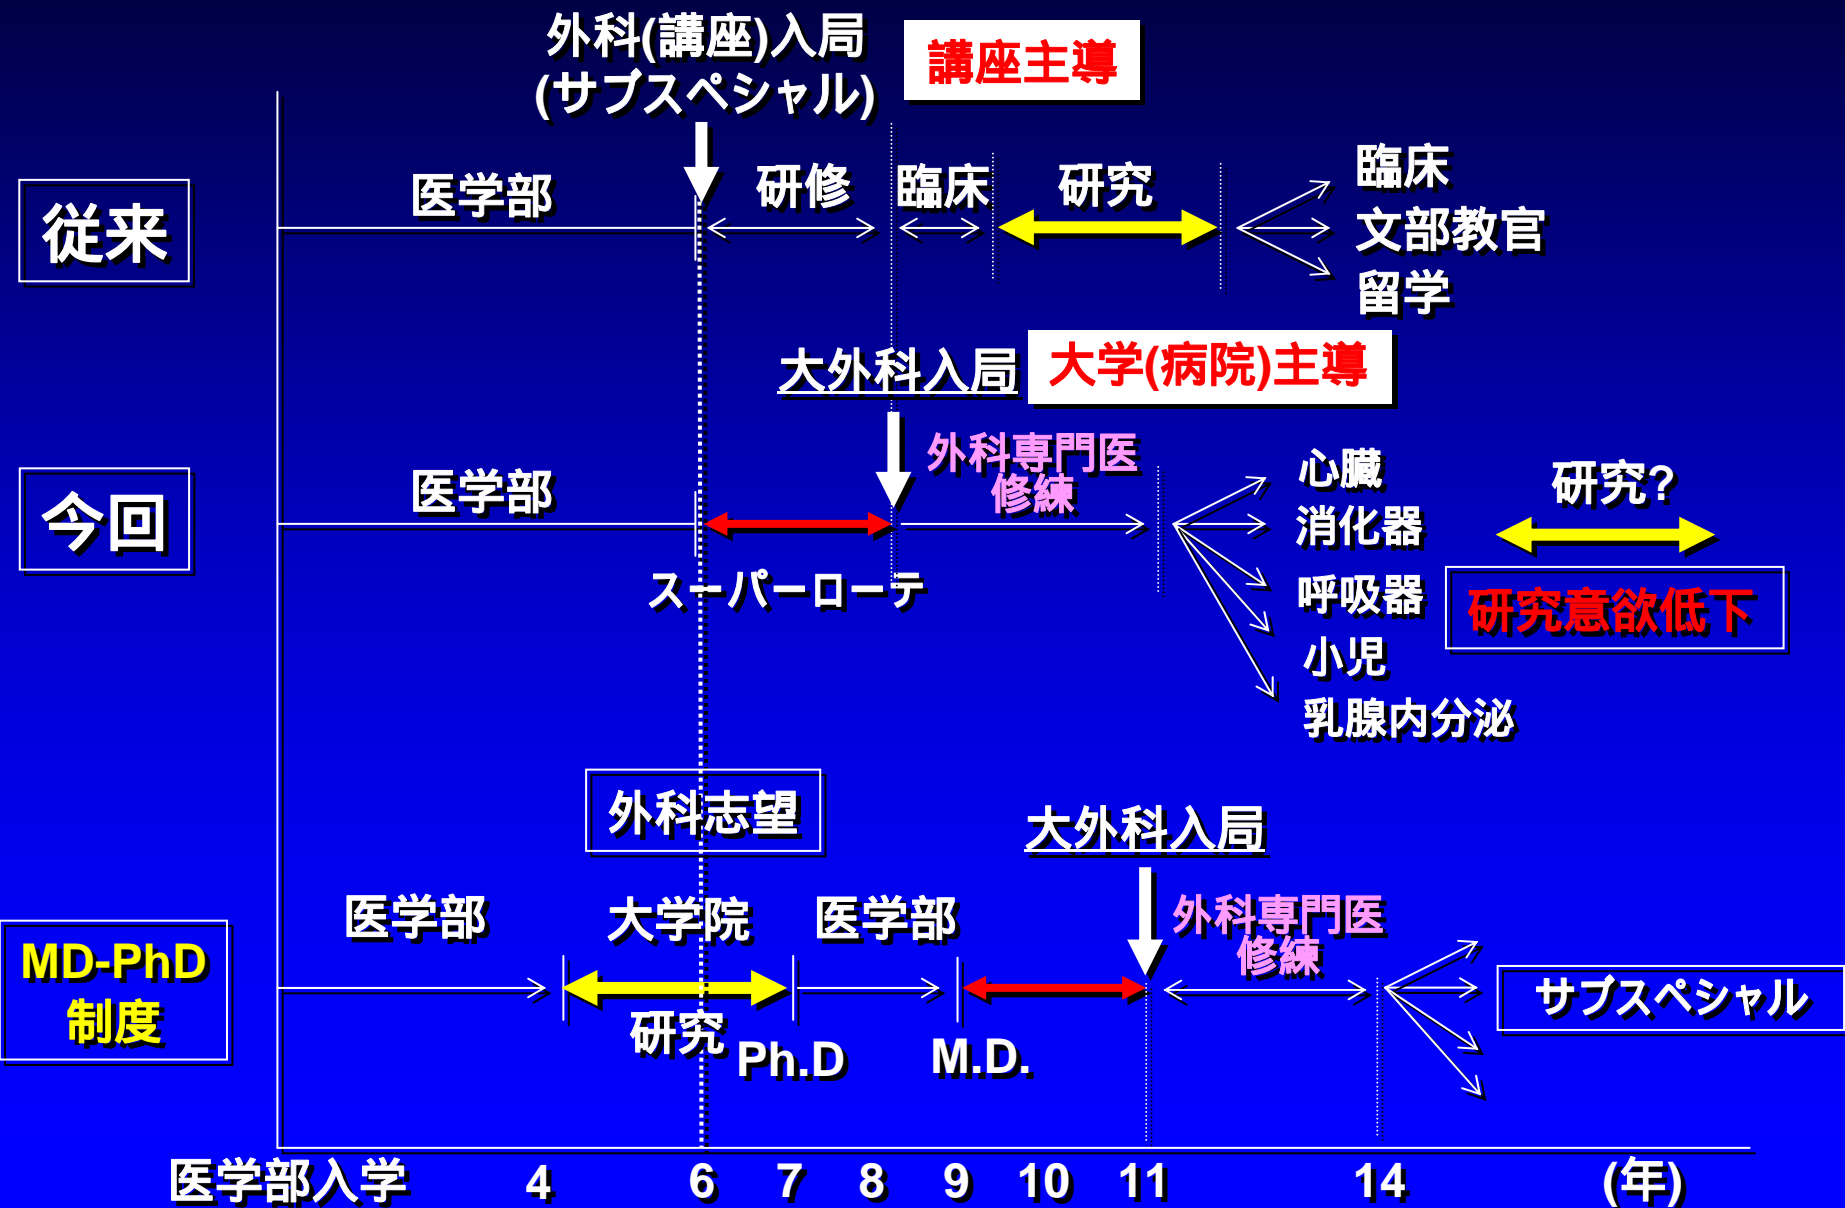 外科(講座)入局
(サブスペシャル)
講座主導
従来
医学部
研修
臨床
研究
臨床
文部教官
留学
大外科入局
大学(病院)主導
今回
医学部
スーパーローテ
外科専門医
修練
心臓
消化器
呼吸器
小児
乳腺内分泌
研究?
研究意欲低下
外科志望
大外科入局
MD-PhD
制度
医学部
大学院
研究
Ph.D
医学部
M.D.
外科専門医
修練
サブスペシャル
医学部入学 4 6 7 8 9 10 11 14 (年)